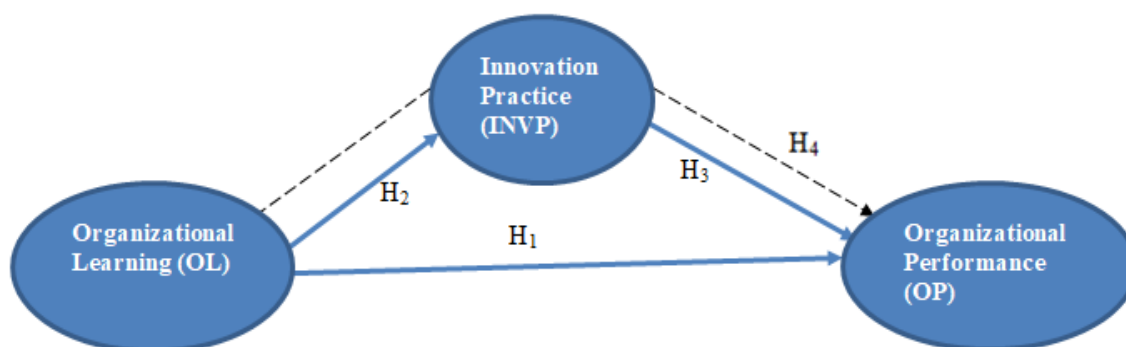 Innovation
Practice
(INVP)
H₄
H₃
H₂
Organizational
Learning (OL)
H₁
Organizational
Performance
(OP)